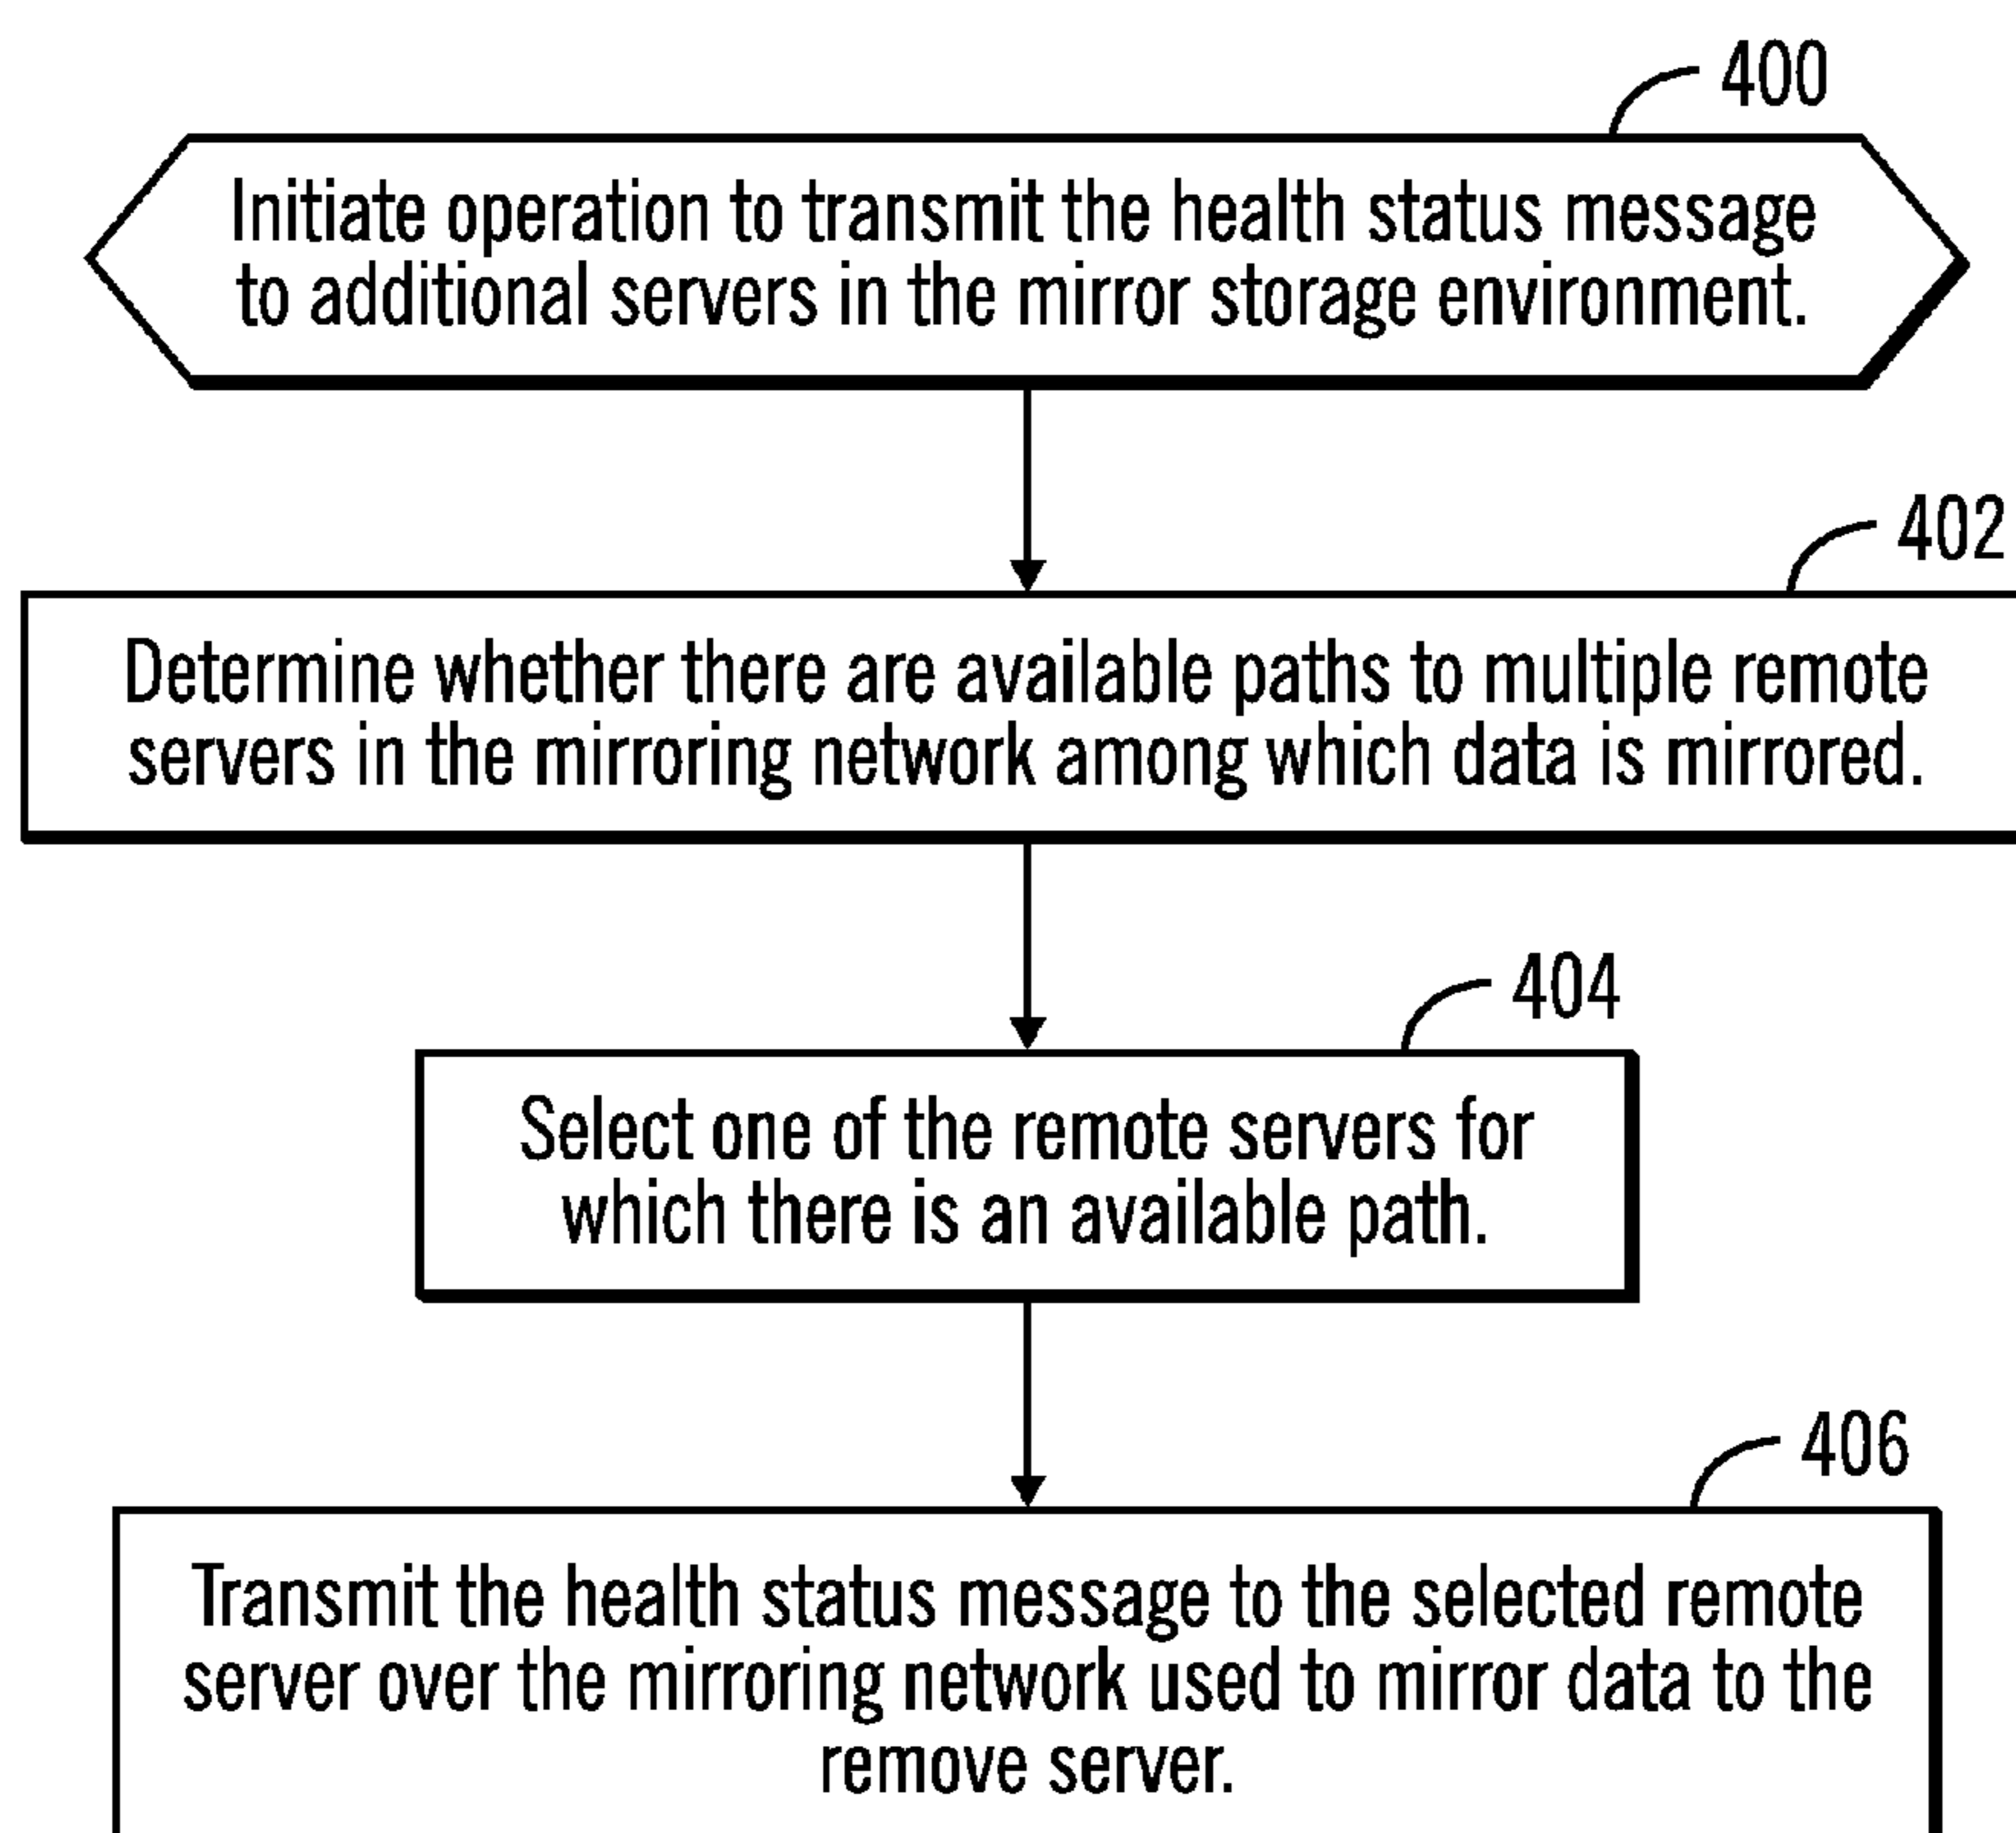 400
Initiate operation to transmit the health status message
to additional servers in the mirror storage environment.
402
Determine whether there are available paths to multiple remote
servers in the mirroring network among which data is mirrored.
404
Select one of the remote servers for
which there is an available path.
406
Transmit the health status message to the selected remote
server over the mirroring network used to mirror data to the
remove server.